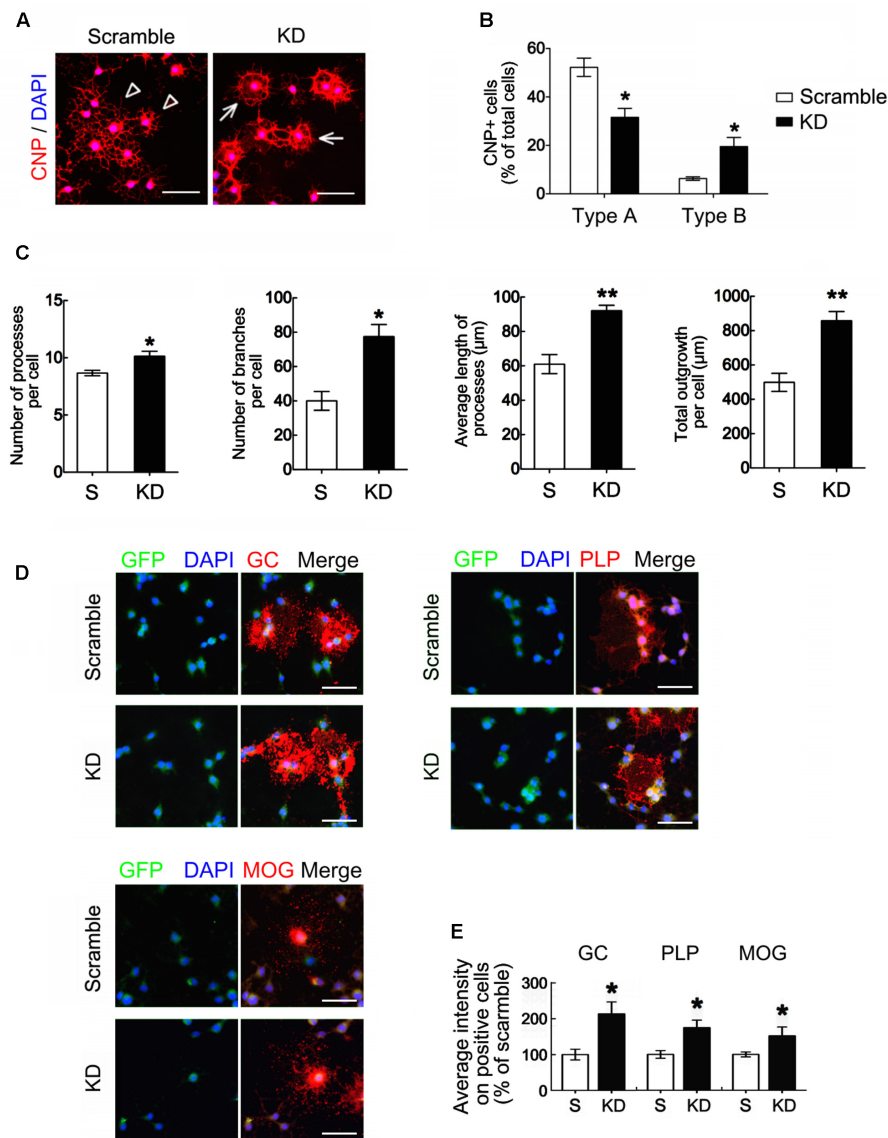 A
Scramble
KD
CNP / DAPI
B
CNP+ cells
(% of total cells)
60
40
20
0
Type A
Type B
Scramble
KD
*
*
C
Number of processes
per cell
15
10
5
0
*
S
KD
Number of branches
per cell
100
80
60
40
20
0
*
S
KD
Average length of
processes (μm)
100
80
60
40
20
0
**
S
KD
Total outgrowth
per cell (μm)
1000
800
600
400
200
0
**
S
KD
D
GFP DAPI GC Merge
Scramble
KD
GFP DAPI PLP Merge
Scramble
KD
GFP DAPI MOG Merge
Scramble
KD
E
GC PLP MOG
Average intensity
on positive cells
(% of scarmble)
300
200
100
0
*
*
*
S KD S KD S KD